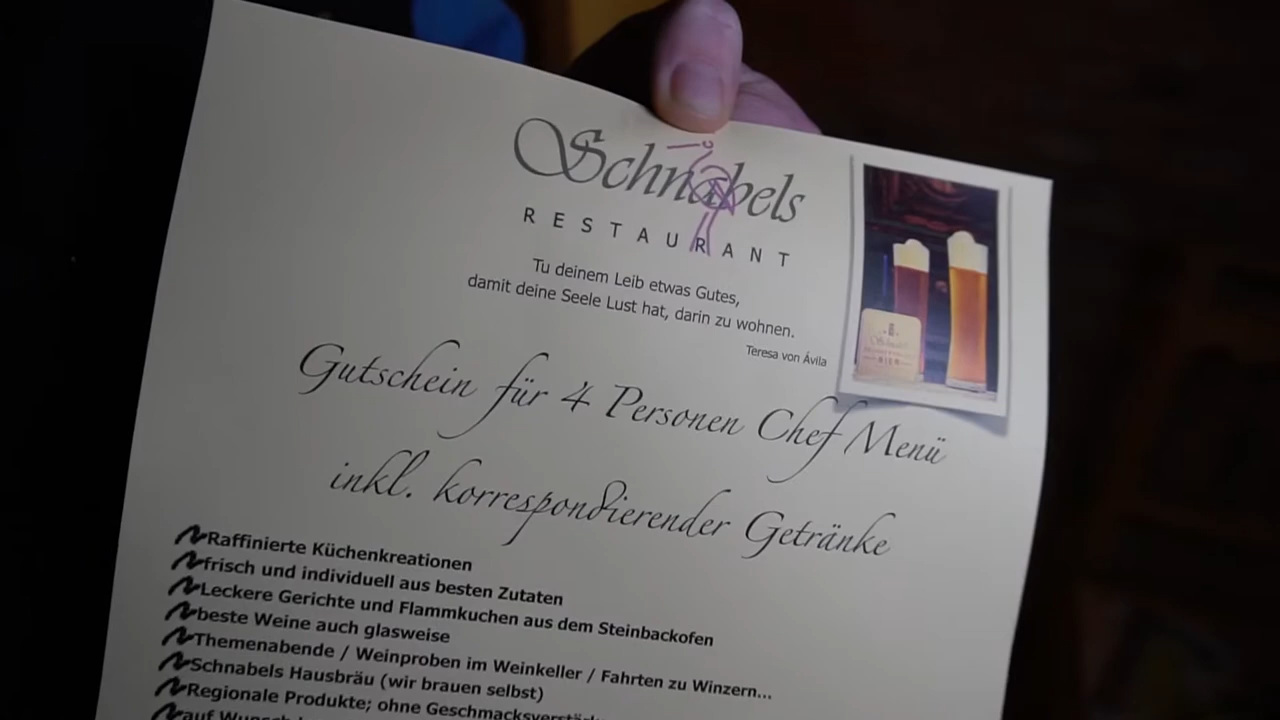 Schnabels
RESTAURANT
Tu deinem Leib etwas Gutes,
damit deine Seele Lust hat, darin zu wohnen.
Teresa von Ávila
Gutschein für 4 Personen Chef Menü
inkl. korrespondierender Getränke
Raffinierte Küchenkreationen
frisch und individuell aus besten Zutaten
Leckere Gerichte und Flammkuchen aus dem Steinbackofen
beste Weine auch glasweise
Themenabende / Weinproben im Weinkeller / Fahrten zu Winzern...
Schnabels Hausbräu (wir brauen selbst)
Regionale Produkte; ohne
auf Wunsch